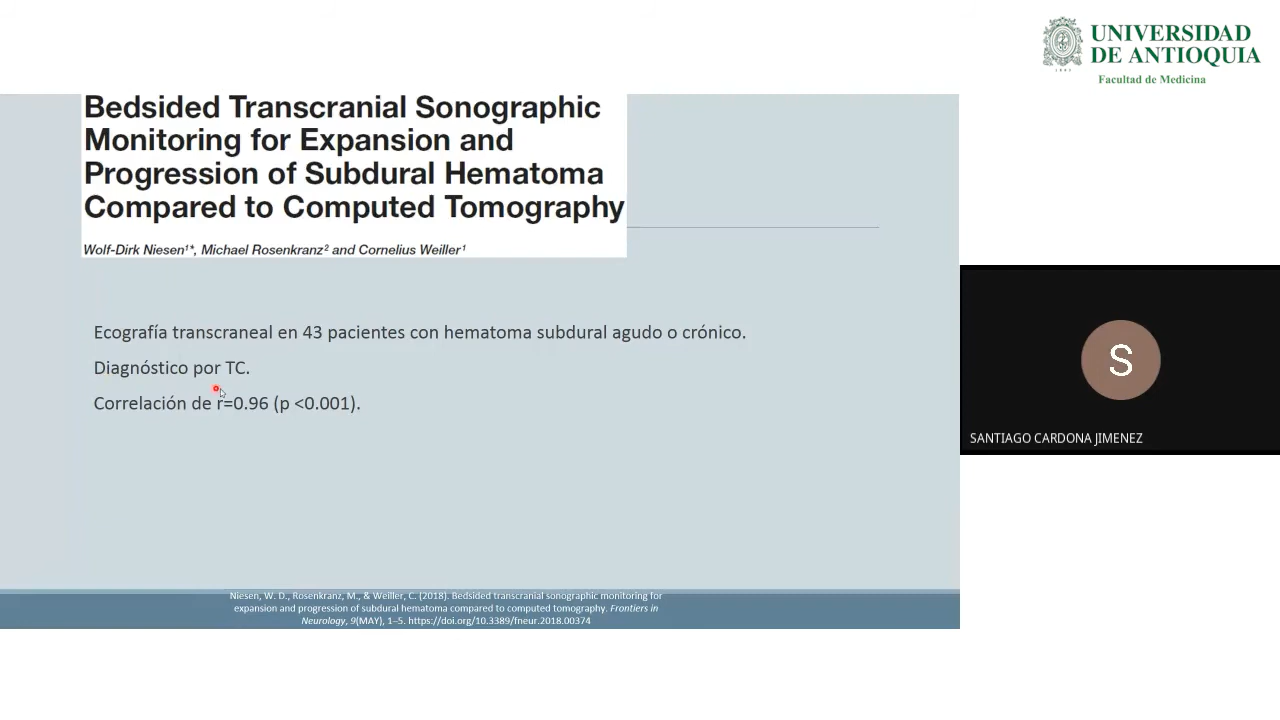 UNIVERSIDAD
DE ANTIOQUIA
Facultad de Medicina
Bedsided Transcranial Sonographic
Monitoring for Expansion and
Progression of Subdural Hematoma
Compared to Computed Tomography
Wolf-Dirk Niesen¹*, Michael Rosenkranz² and Cornelius Weiller¹
Ecografía transcraneal en 43 pacientes con hematoma subdural agudo o crónico.
Diagnóstico por TC.
Correlación de r=0.96 (p <0.001).
S
SANTIAGO CARDONA JIMENEZ
Niesen, W. D., Rosenkranz, M., & Weiller, C. (2018). Bedsided transcranial sonographic monitoring for
expansion and progression of subdural hematoma compared to computed tomography. Frontiers in
Neurology, 9(MAY), 1–5. https://doi.org/10.3389/fneur.2018.00374